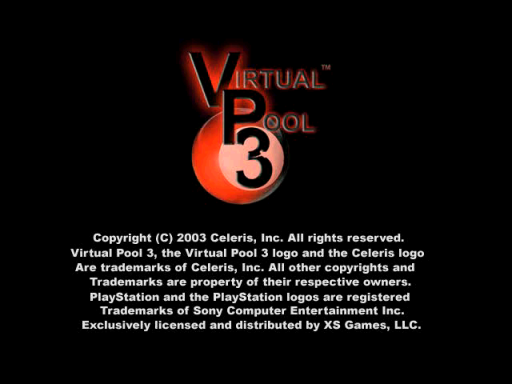 VIRTUAL™
POOL
3
Copyright (C) 2003 Celeris, Inc. All rights reserved.
Virtual Pool 3, the Virtual Pool 3 logo and the Celeris logo
Are trademarks of Celeris, Inc. All other copyrights and
Trademarks are property of their respective owners.
PlayStation and the PlayStation logos are registered
Trademarks of Sony Computer Entertainment Inc.
Exclusively licensed and distributed by XS Games, LLC.